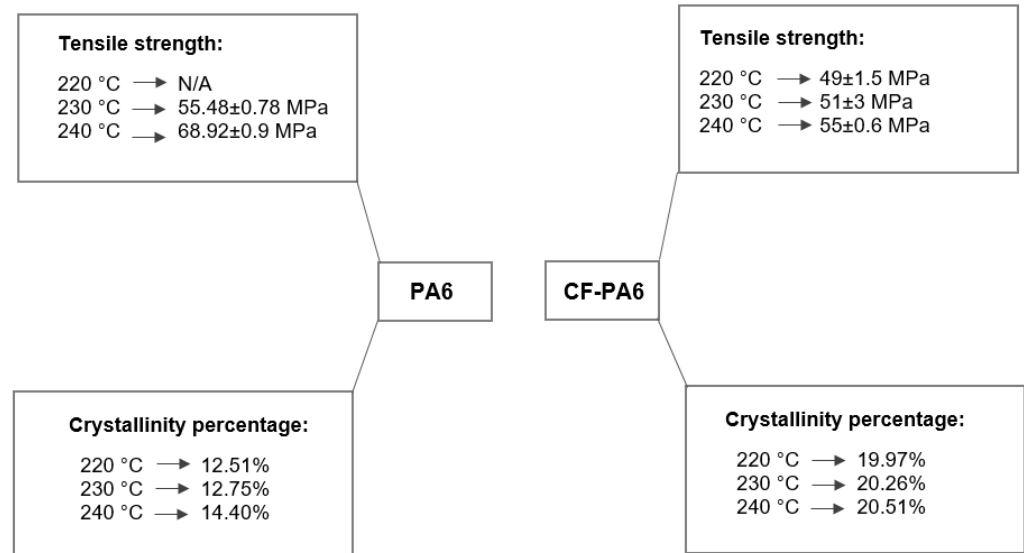 Tensile strength:
220 °C → N/A
230 °C → 55.48±0.78 MPa
240 °C → 68.92±0.9 MPa
Tensile strength:
220 °C → 49±1.5 MPa
230 °C → 51±3 MPa
240 °C → 55±0.6 MPa
PA6
CF-PA6
Crystallinity percentage:
220 °C → 12.51%
230 °C → 12.75%
240 °C → 14.40%
Crystallinity percentage:
220 °C → 19.97%
230 °C → 20.26%
240 °C → 20.51%